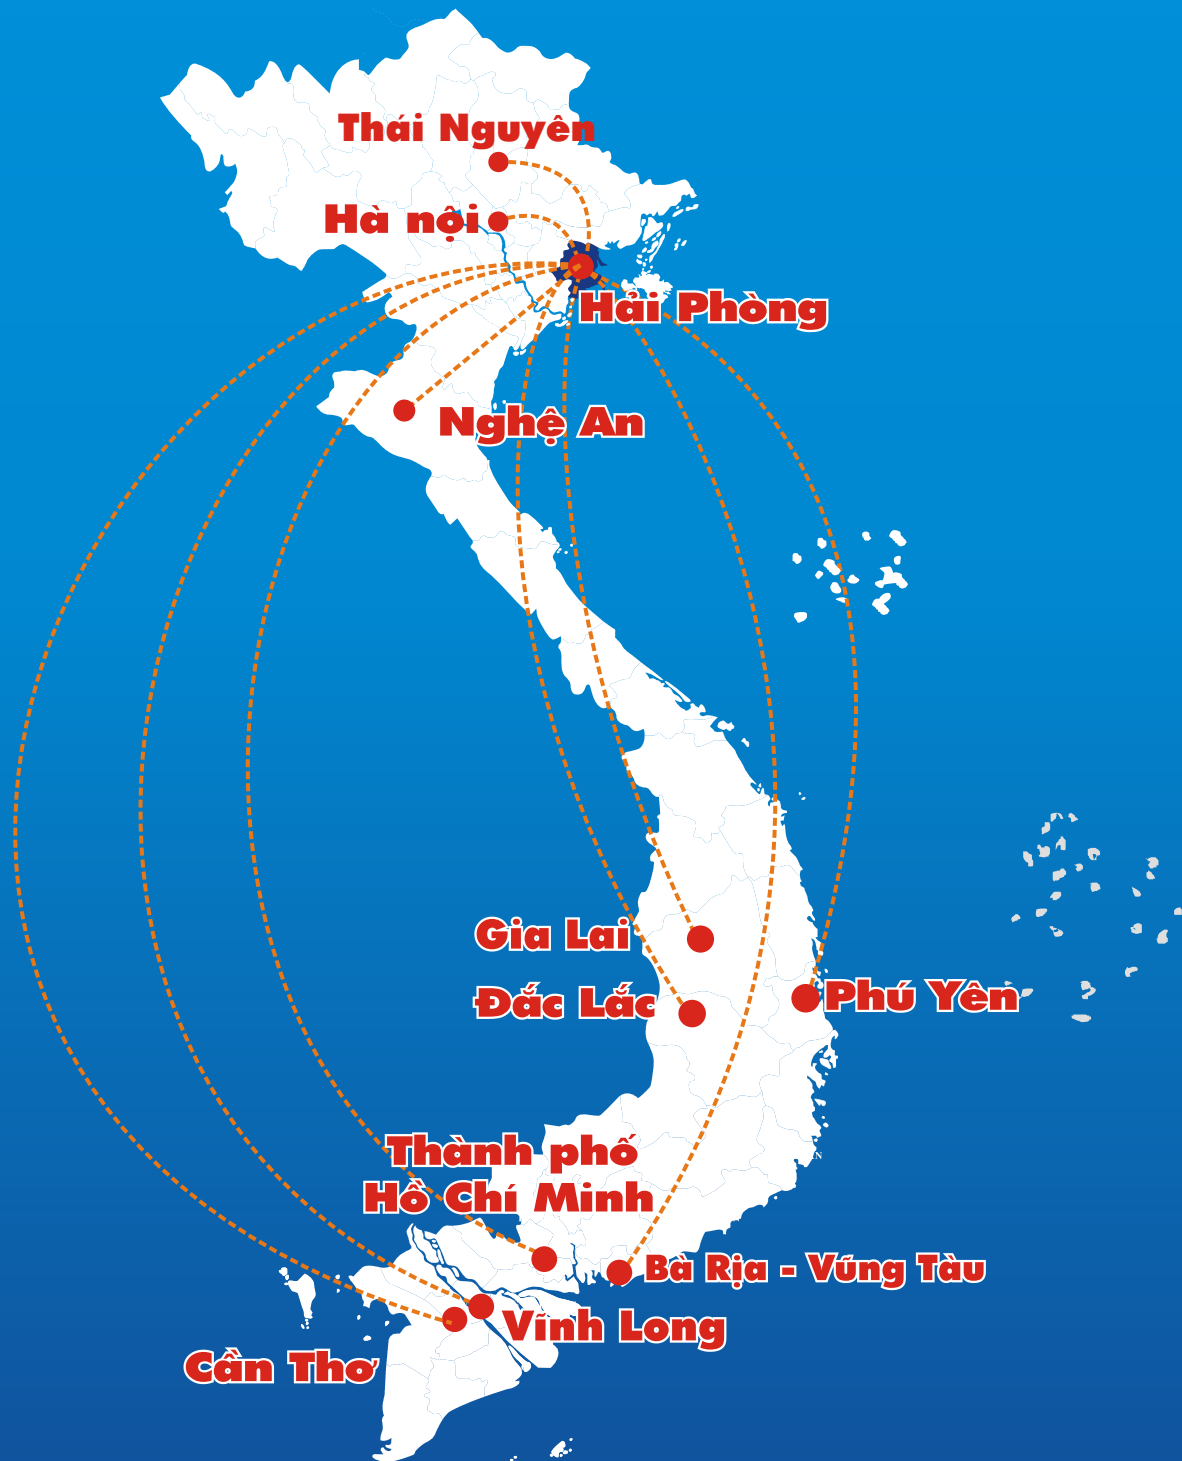 Thái Nguyên
Hà nội
Hải Phòng
Nghệ An
Gia Lai
Đắc Lắc
Phú Yên
Thành phố
Hồ Chí Minh
Bà Rịa - Vũng Tàu
Vĩnh Long
Cần Thơ